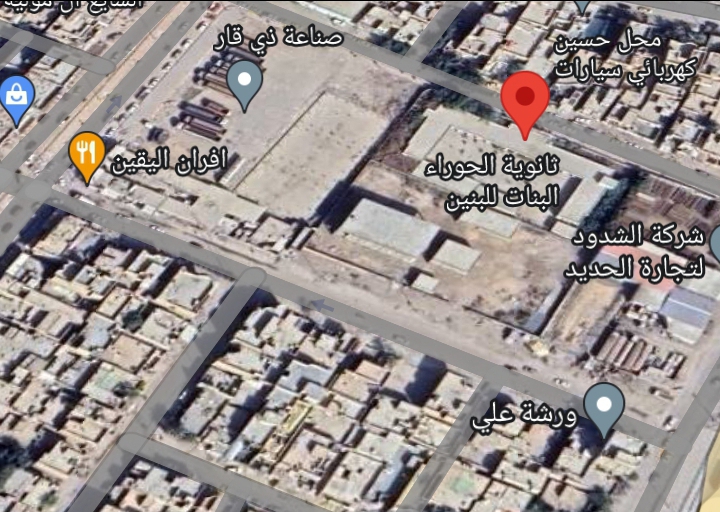 صناعة ذي قار
محل حسين
كهربائي سيارات
افران اليقين
ثانوية الحوراء
البنات للبنين
شركة الشدود
لتجارة الحديد
ورشة علي